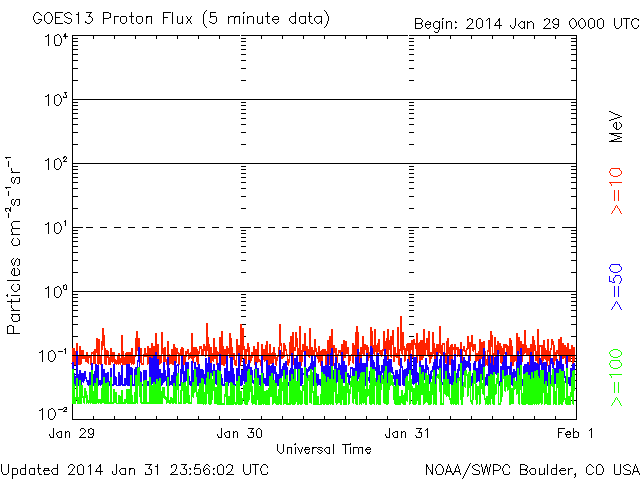 GOES13 Proton Flux (5 minute data)
Begin: 2014 Jan 29 0000 UTC
Particles cm⁻²s⁻¹sr⁻¹
10⁴
10³
10²
10¹
10⁰
10⁻¹
10⁻²
MeV
>=10
>=50
>=100
Jan 29
Jan 30
Jan 31
Feb 1
Universal Time
Updated 2014 Jan 31 23:56:02 UTC
NOAA/SWPC Boulder, CO USA